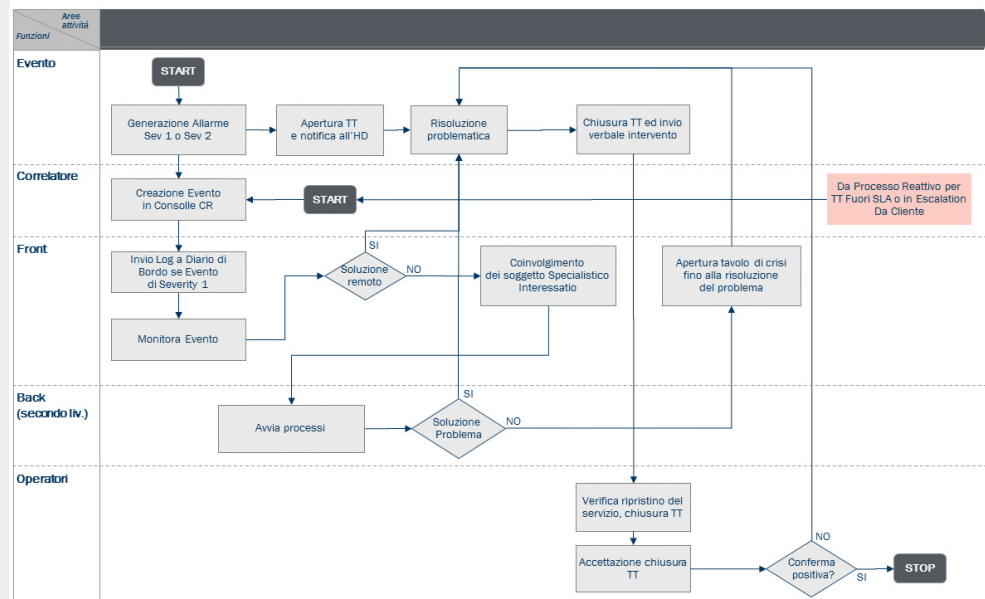 Aree
attività
Funzioni
Evento
START
Generazione Allarme
Sev 1 o Sev 2
Apertura TT
e notifica all'HD
Risoluzione
problematica
Chiusura TT ed invio
verbale intervento
Correlatore
Creazione Evento
in Consolle CR
START
Da Processo Reattivo per
TT Fuori SLA o in Escalation
Da Cliente
Front
Invio Log a Diario di
Bordo se Evento
di Severity 1
SI
Soluzione
remoto
NO
Coinvolgimento
dei soggetto Specialistico
Interessatio
Apertura tavolo di crisi
fino alla risoluzione
del problema
Monitora Evento
Back
(secondo liv.)
Avvia processi
SI
Soluzione
Problema
NO
Operatori
Verifica ripristino del
servizio, chiusura TT
Accettazione chiusura
TT
NO
Conferma
positiva?
SI
STOP